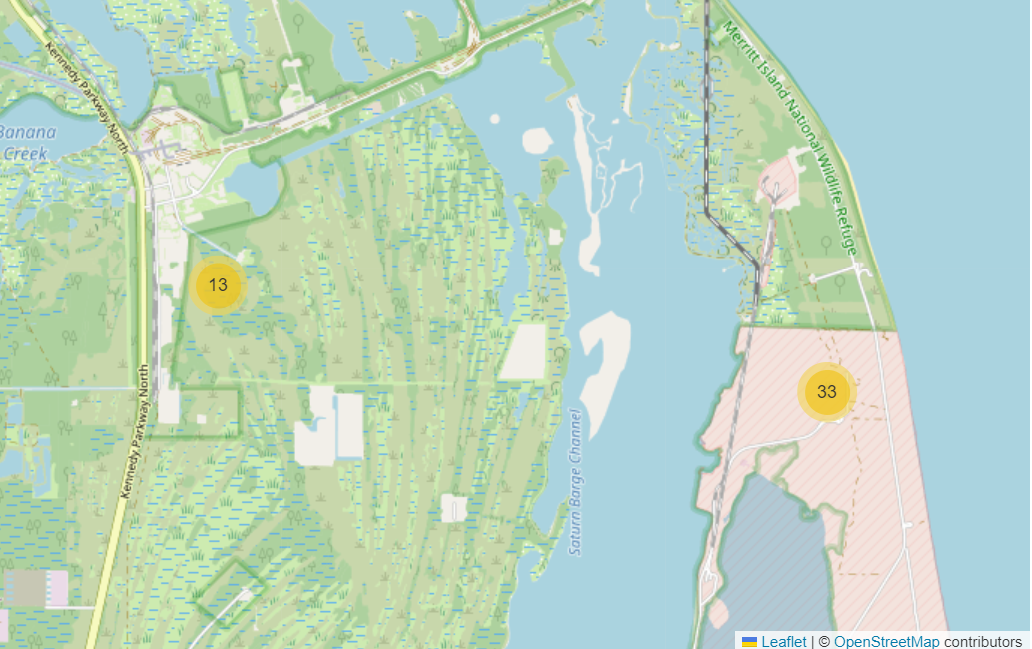 Kennedy Parkway North
Merritt Island National Wildlife Refuge
Banana
Creek
13
33
Kennedy Parkway North
Saturn Barge Channel
Leaflet | © OpenStreetMap contributors